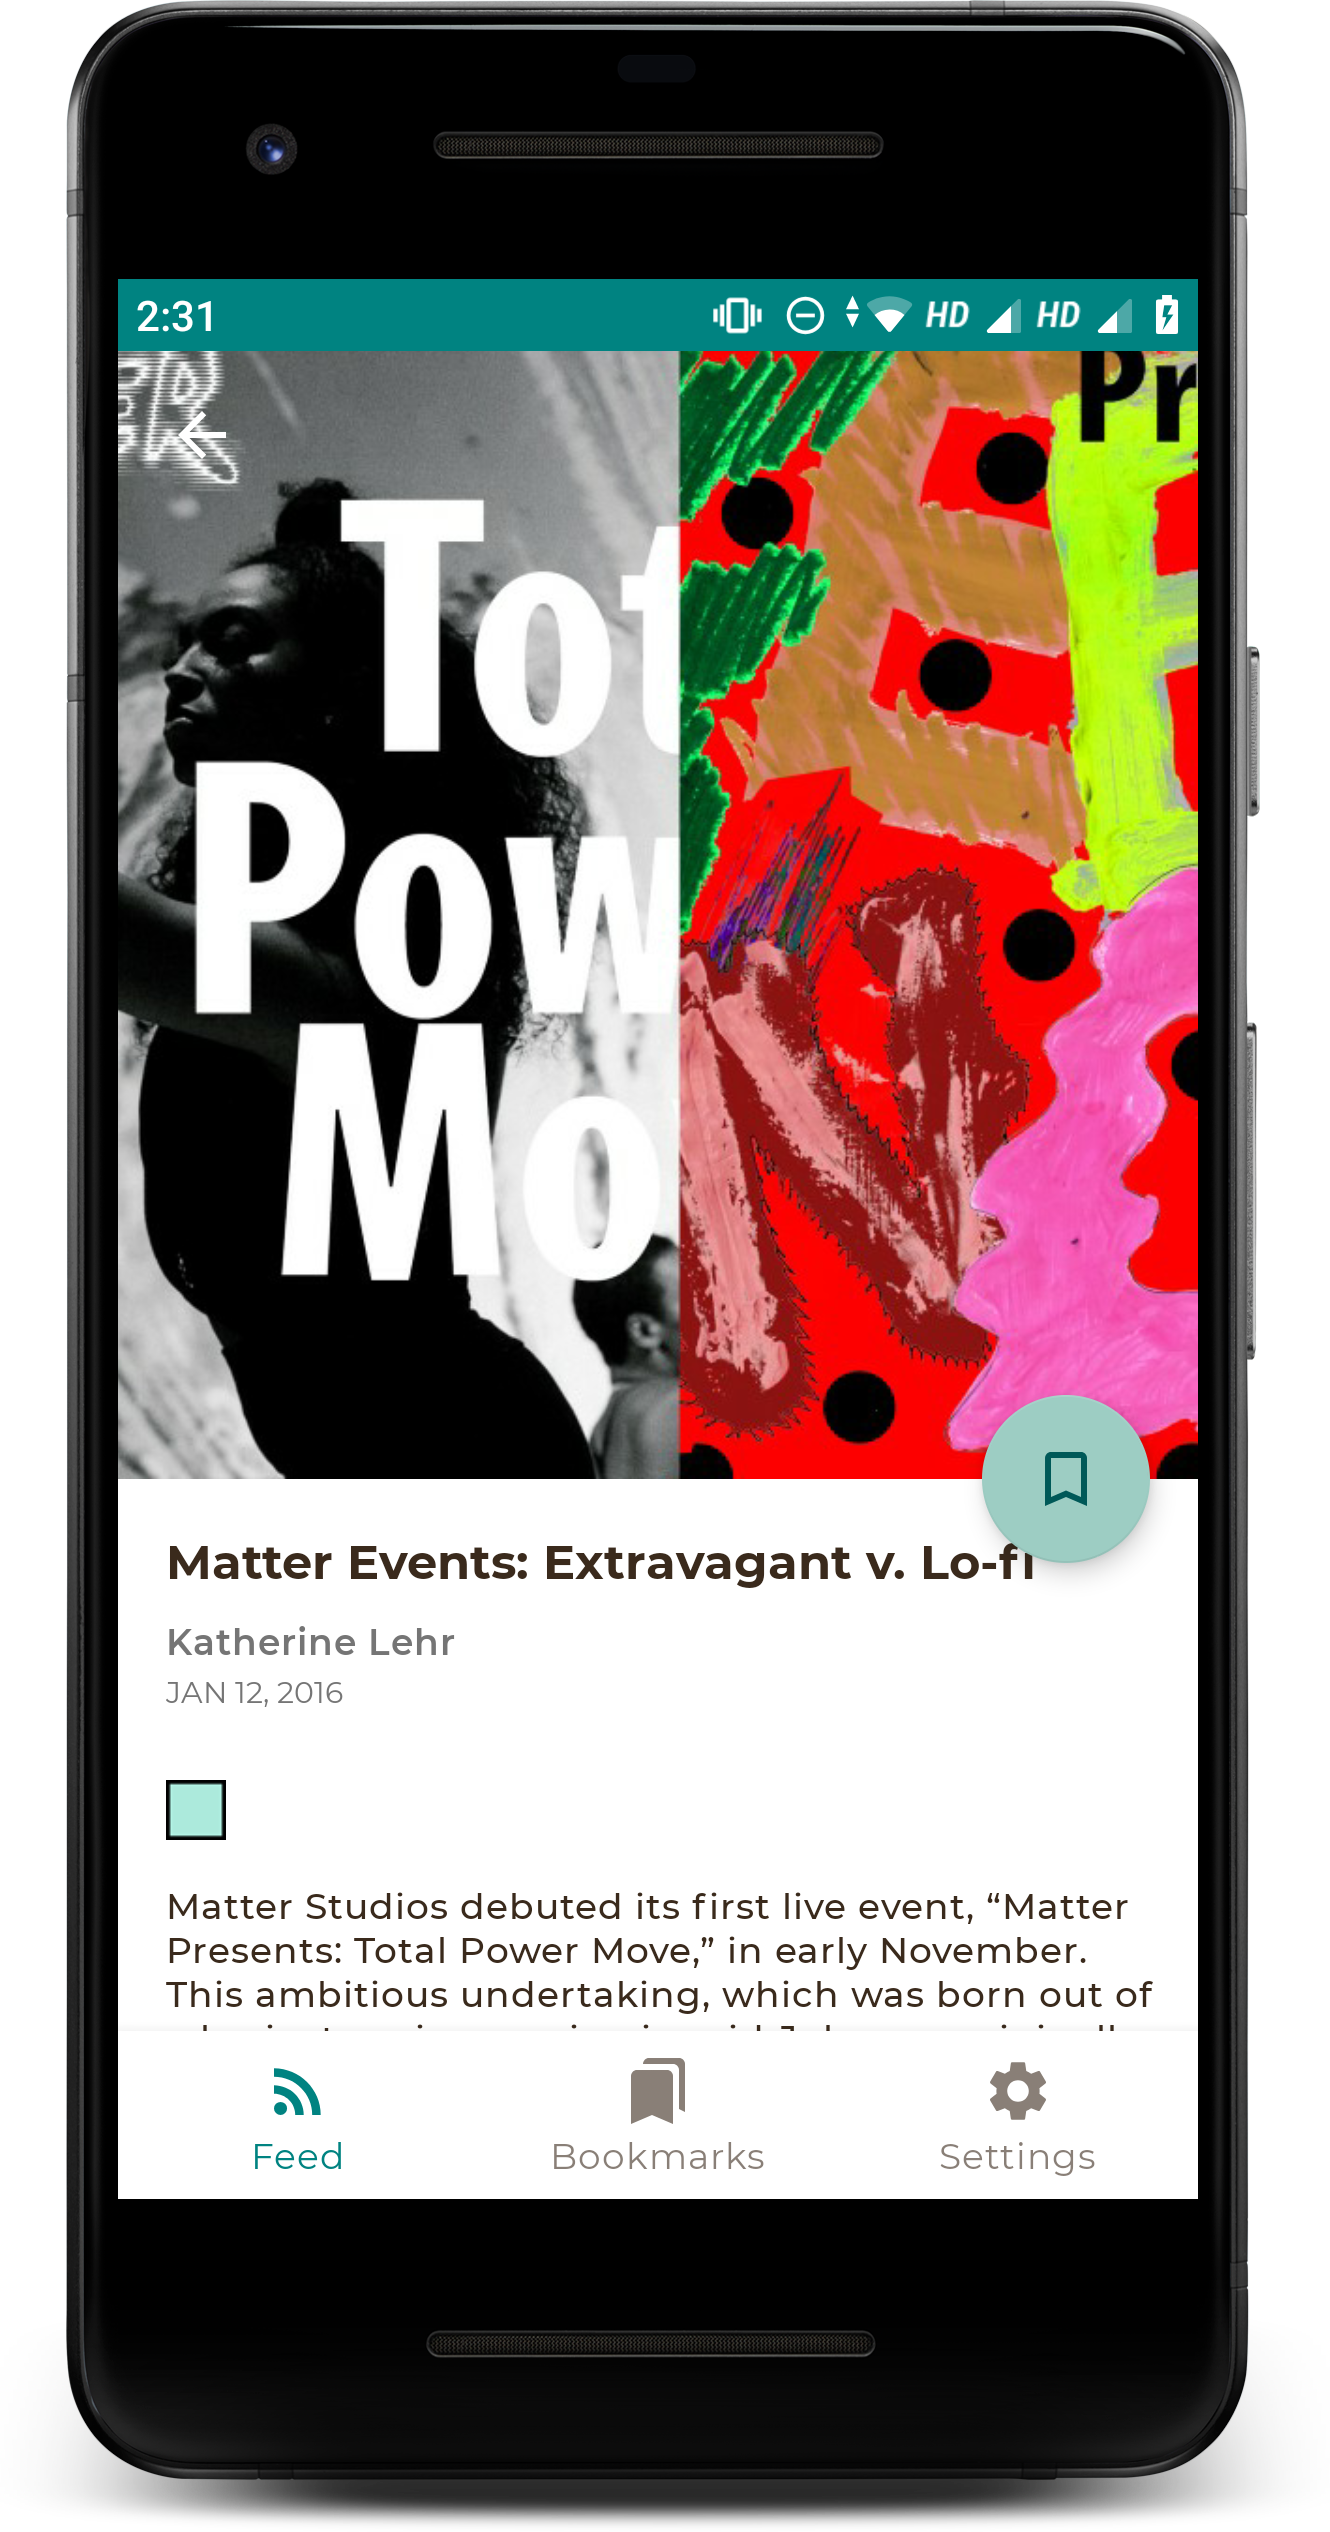 2:31 HD HD
Pr
Tot
Pow
Mo
Matter Events: Extravagant v. Lo-fi
Katherine Lehr
JAN 12, 2016
Matter Studios debuted its first live event, “Matter
Presents: Total Power Move,” in early November.
This ambitious undertaking, which was born out of
Feed
Bookmarks
Settings